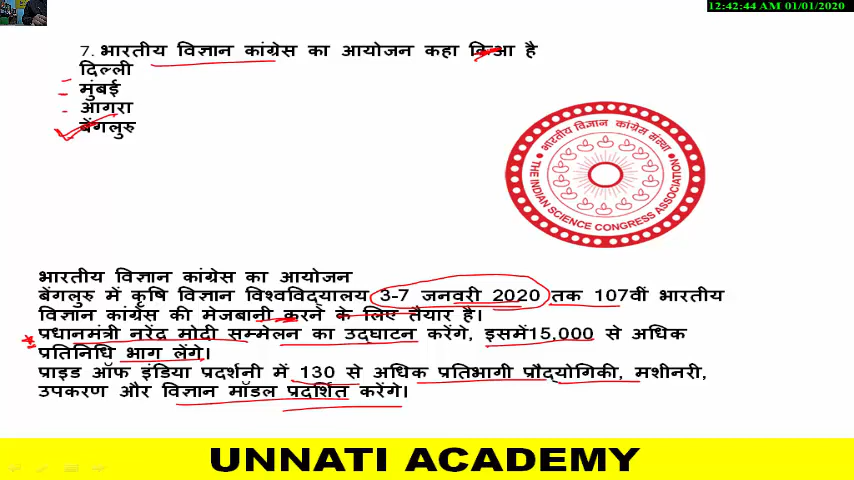 12:42:44 AM 01/01/2020
7. भारतीय विज्ञान कांग्रेस का आयोजन कहा किआ है
दिल्ली
मुंबई
आगरा
बेंगलुरु
भारतीय विज्ञान कांग्रेस संस्था
THE INDIAN SCIENCE CONGRESS ASSOCIATION
भारतीय विज्ञान कांग्रेस का आयोजन
बेंगलुरु में कृषि विज्ञान विश्वविद्यालय 3-7 जनवरी 2020 तक 107वीं भारतीय
विज्ञान कांग्रेस की मेजबानी करने के लिए तैयार है।
प्रधानमंत्री नरेंद्र मोदी सम्मेलन का उदघाटन करेंगे, इसमें15,000 से अधिक
प्रतिनिधि भाग लेंगे।
प्राइड ऑफ इंडिया प्रदर्शनी में 130 से अधिक प्रतिभागी प्रौद्योगिकी, मशीनरी,
उपकरण और विज्ञान मॉडल प्रदर्शित करेंगे।
UNNATI ACADEMY